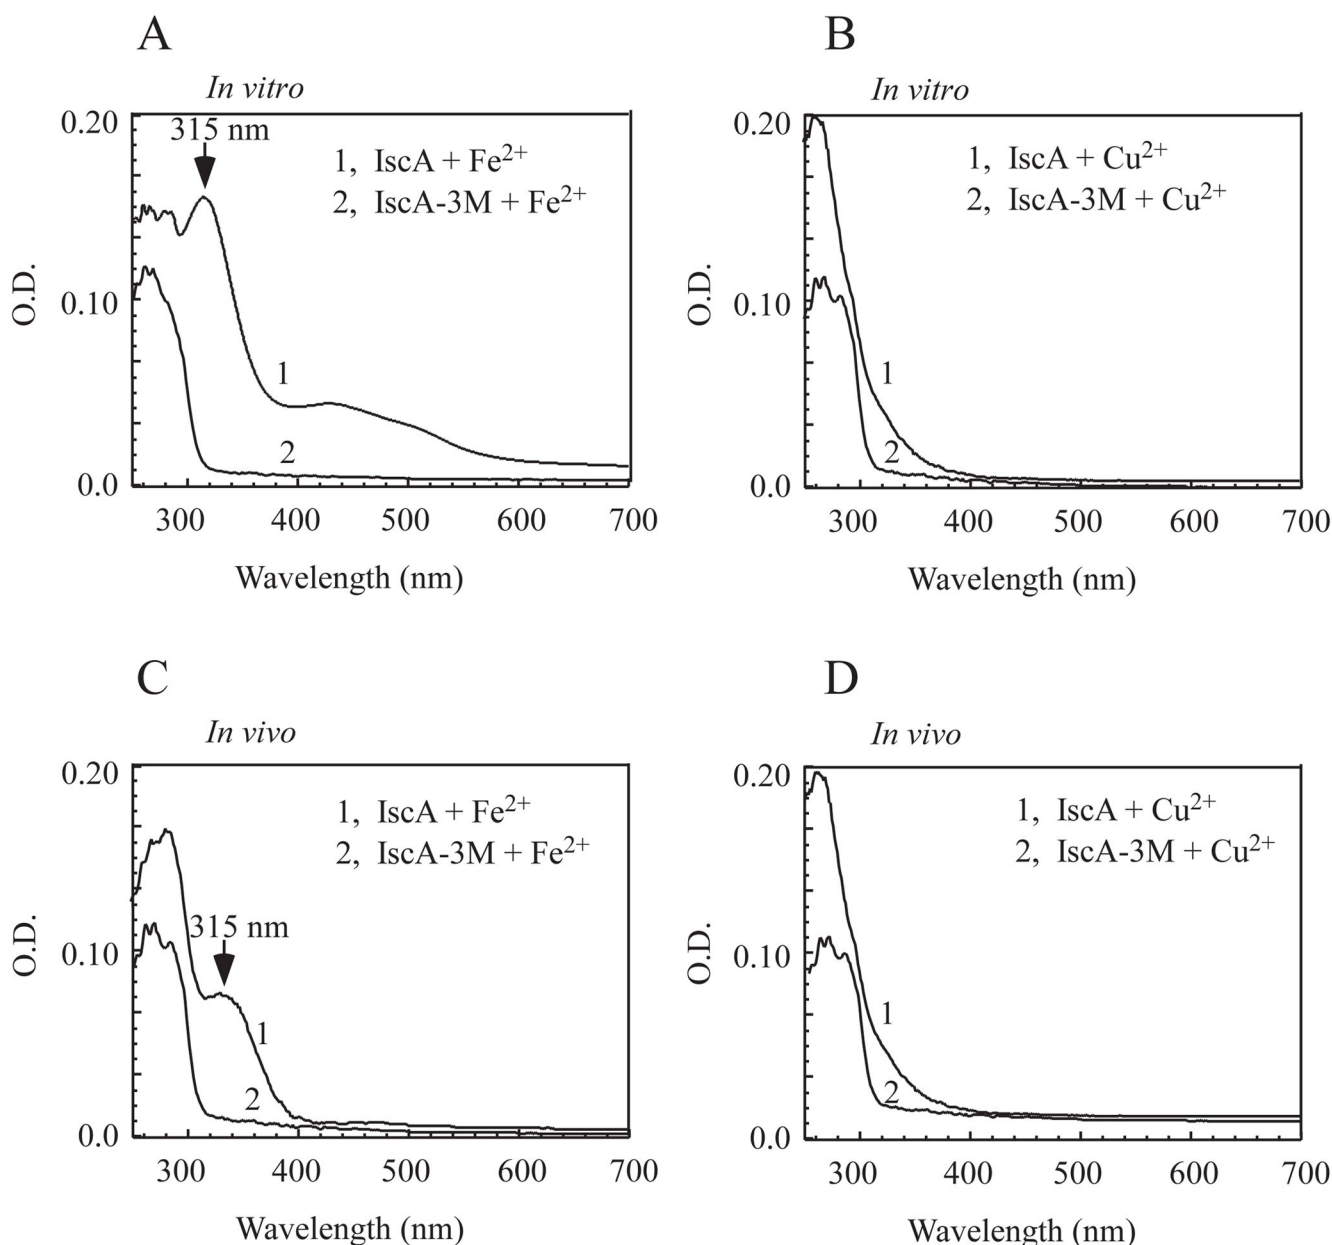 A
In vitro
0.20
315 nm
1, IscA + Fe²⁺
2, IscA-3M + Fe²⁺
O.D.
0.10
1
2
0.0
300 400 500 600 700
Wavelength (nm)
B
In vitro
0.20
1, IscA + Cu²⁺
2, IscA-3M + Cu²⁺
O.D.
0.10
1
2
0.0
300 400 500 600 700
Wavelength (nm)
C
In vivo
0.20
1, IscA + Fe²⁺
2, IscA-3M + Fe²⁺
315 nm
O.D.
0.10
1
2
0.0
300 400 500 600 700
Wavelength (nm)
D
In vivo
0.20
1, IscA + Cu²⁺
2, IscA-3M + Cu²⁺
O.D.
0.10
1
2
0.0
300 400 500 600 700
Wavelength (nm)